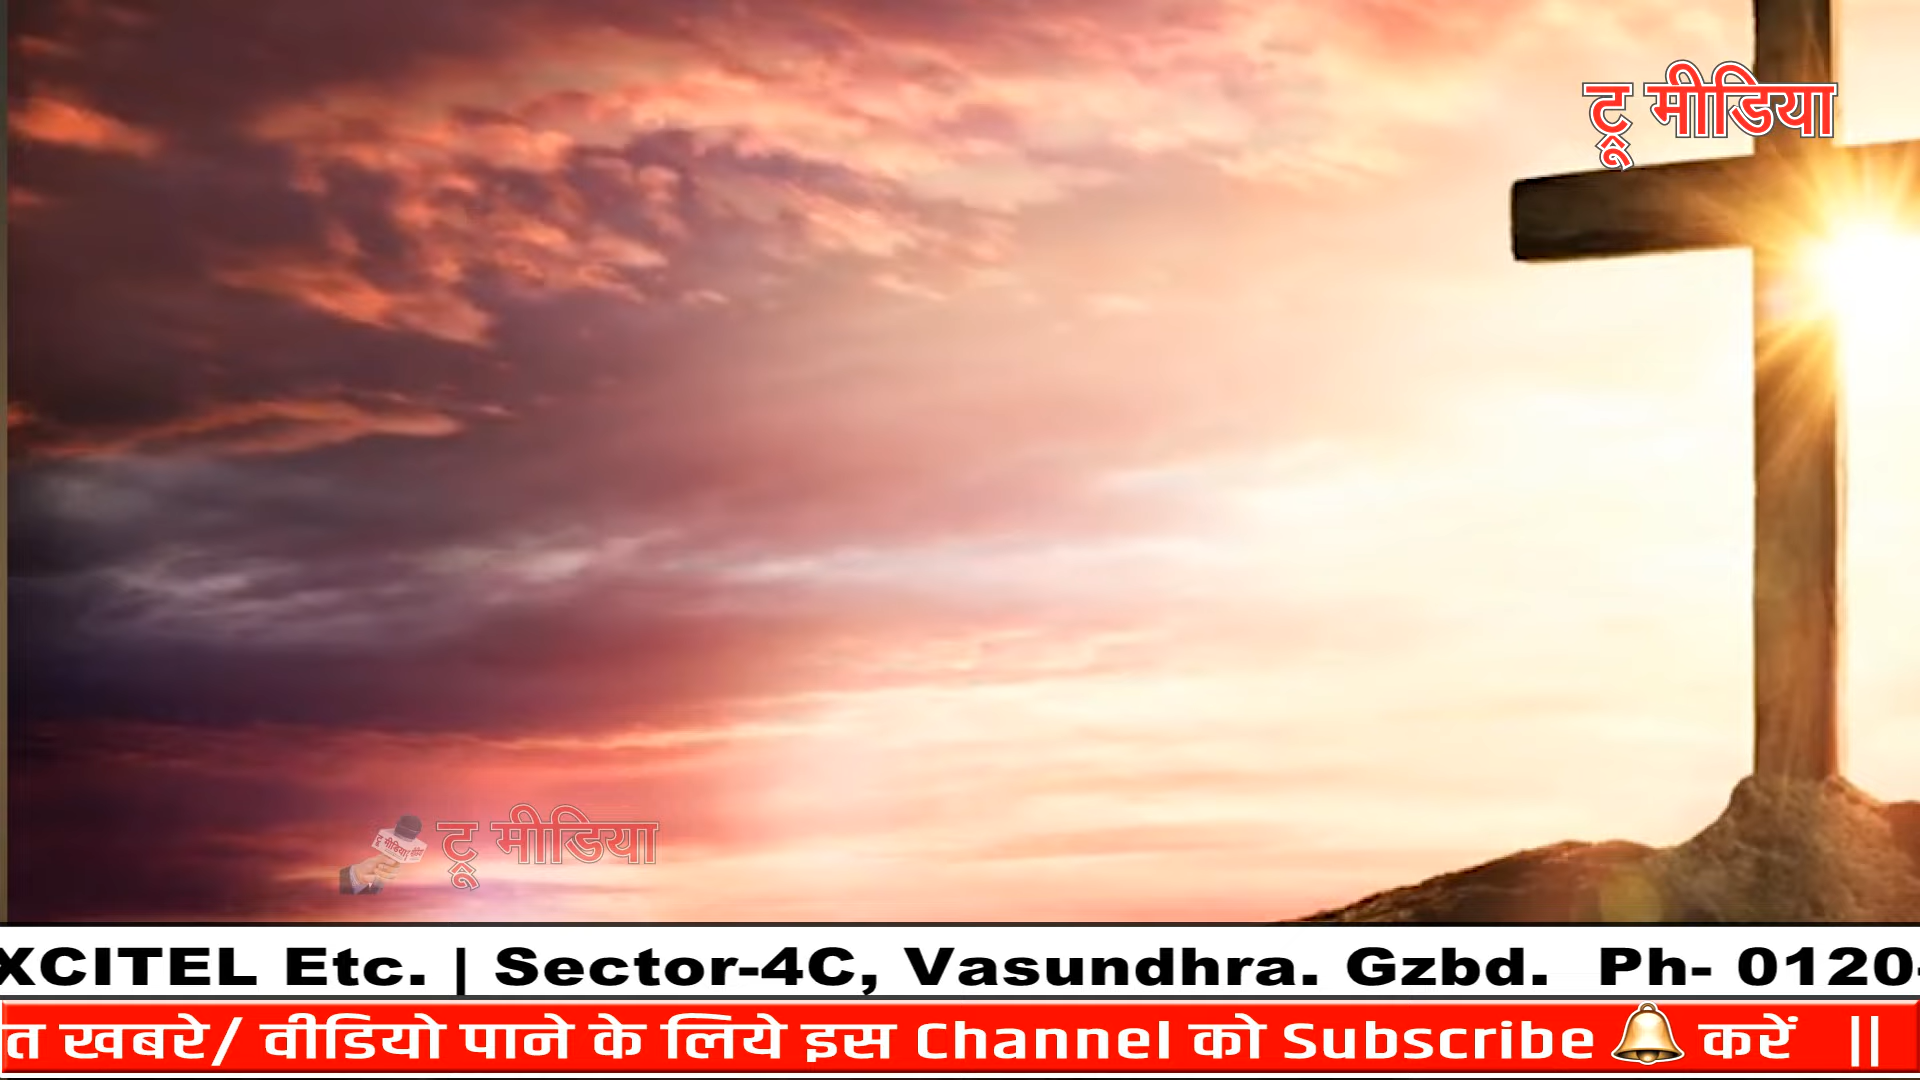 ट्रू मीडिया
ट्रू मीडिया
XCITEL Etc. | Sector-4C, Vasundhra. Gzbd. Ph- 0120-
त खबरे/ वीडियो पाने के लिये इस Channel को Subscribe करें ||